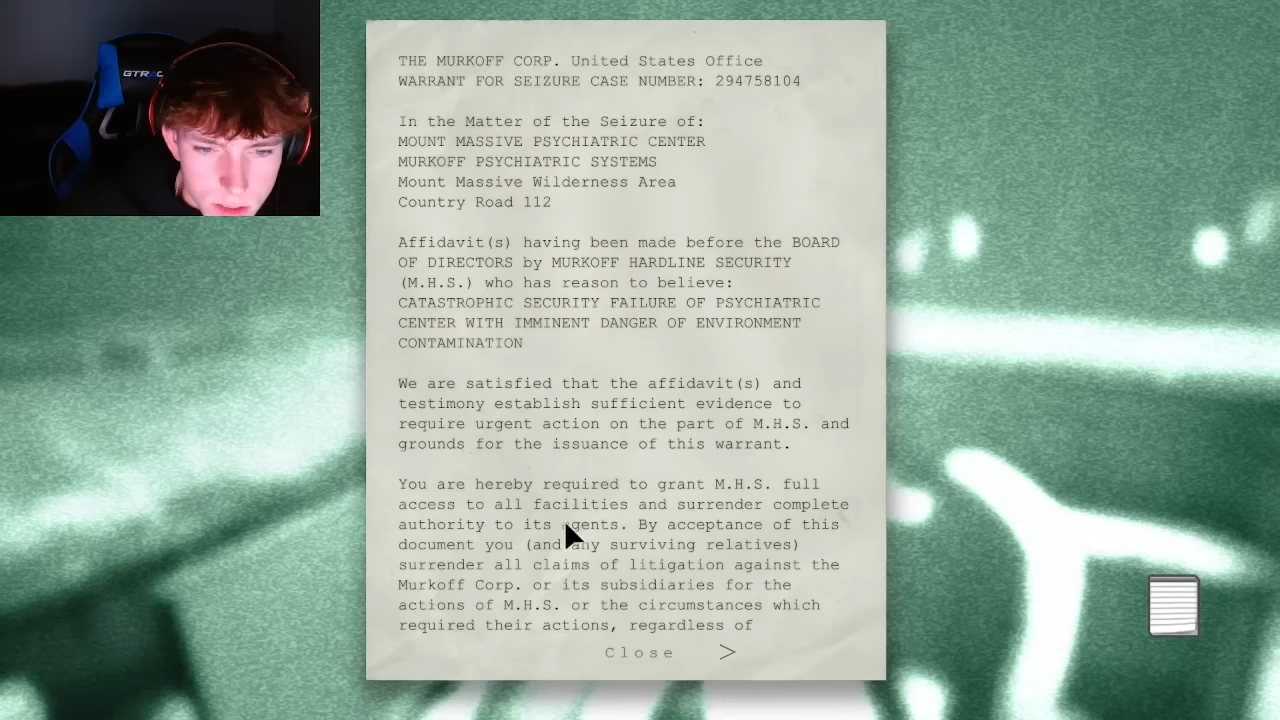 GTR
THE MURKOFF CORP. United States Office
WARRANT FOR SEIZURE CASE NUMBER: 294758104
In the Matter of the Seizure of:
MOUNT MASSIVE PSYCHIATRIC CENTER
MURKOFF PSYCHIATRIC SYSTEMS
Mount Massive Wilderness Area
Country Road 112
Affidavit(s) having been made before the BOARD
OF DIRECTORS by MURKOFF HARDLINE SECURITY
(M.H.S.) who has reason to believe:
CATASTROPHIC SECURITY FAILURE OF PSYCHIATRIC
CENTER WITH IMMINENT DANGER OF ENVIRONMENT
CONTAMINATION
We are satisfied that the affidavit(s) and
testimony establish sufficient evidence to
require urgent action on the part of M.H.S. and
grounds for the issuance of this warrant.
You are hereby required to grant M.H.S. full
access to all facilities and surrender complete
authority to its agents. By acceptance of this
document you (and any surviving relatives)
surrender all claims of litigation against the
Murkoff Corp. or its subsidiaries for the
actions of M.H.S. or the circumstances which
required their actions, regardless of
Close >